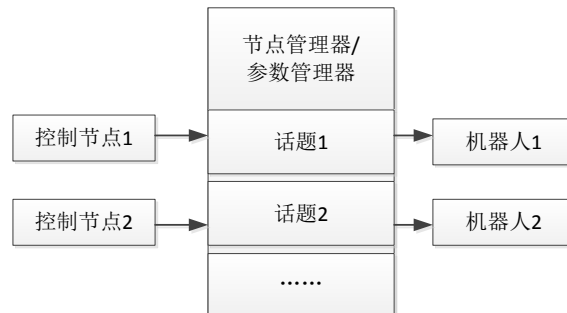 节点管理器/
参数管理器
控制节点1
话题1
机器人1
控制节点2
话题2
机器人2
……